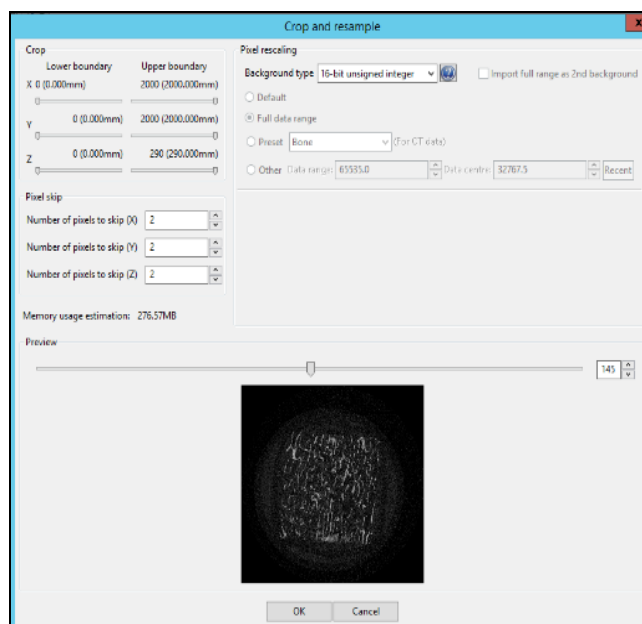 Crop and resample
x
Crop
Lower boundary Upper boundary
X 0 (0.000mm) 2000 (2000.000mm)
Y 0 (0.000mm) 2000 (2000.000mm)
Z 0 (0.000mm) 290 (290.000mm)
Pixel skip
Number of pixels to skip (X) 2
Number of pixels to skip (Y) 2
Number of pixels to skip (Z) 2
Memory usage estimation: 276.57MB
Pixel rescaling
Background type 16-bit unsigned integer Import full range as 2nd background
Default
Full data range
Preset Bone (For CT data)
Other Data range: 65535.0 Data centre: 32767.5 Recent
Preview
145
OK Cancel